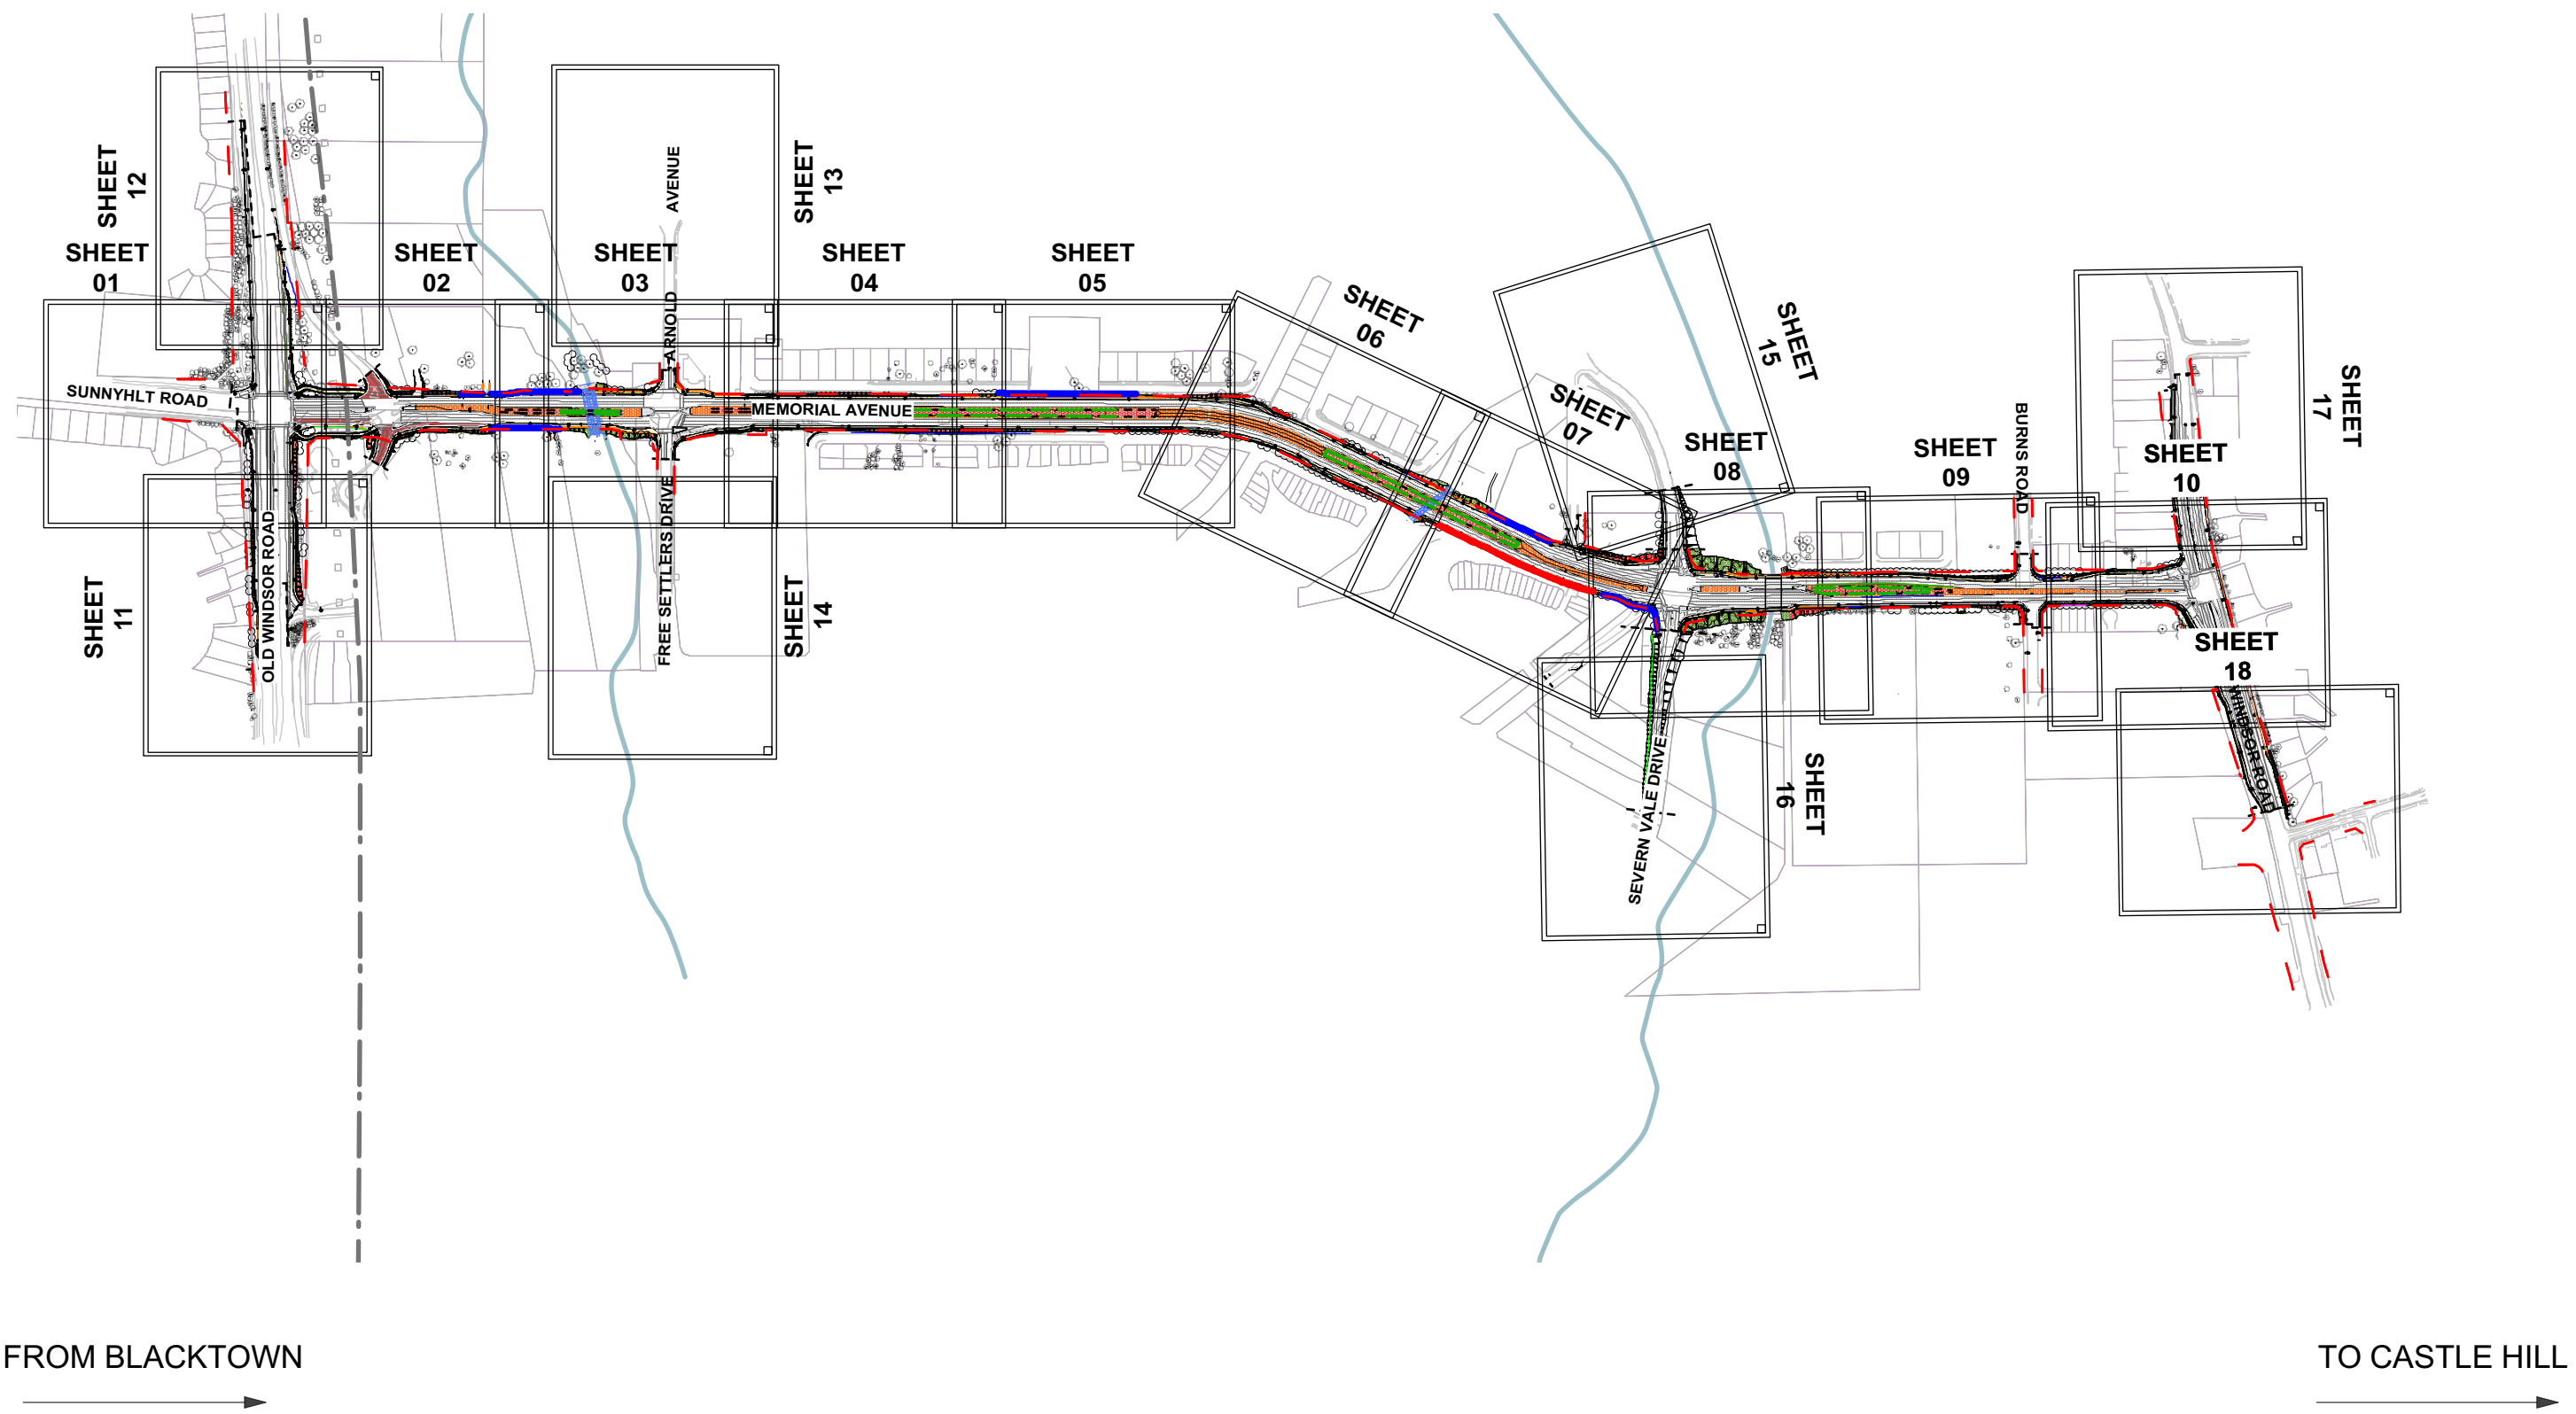 SHEET
12
SHEET
13
AVENUE
SHEET
01
SHEET
02
SHEET
03
SHEET
04
SHEET
05
ARNOLD
SHEET
06
SHEET
15
SHEET
07
SHEET
08
SHEET
09
BURNS ROAD
SHEET
10
SHEET
17
SUNNYHLT ROAD
MEMORIAL AVENUE
OLD WINDSOR ROAD
FREE SETTLERS DRIVE
SHEET
11
SHEET
14
SHEET
18
WINDSOR ROAD
SEVERN VALE DRIVE
SHEET
16
FROM BLACKTOWN
TO CASTLE HILL